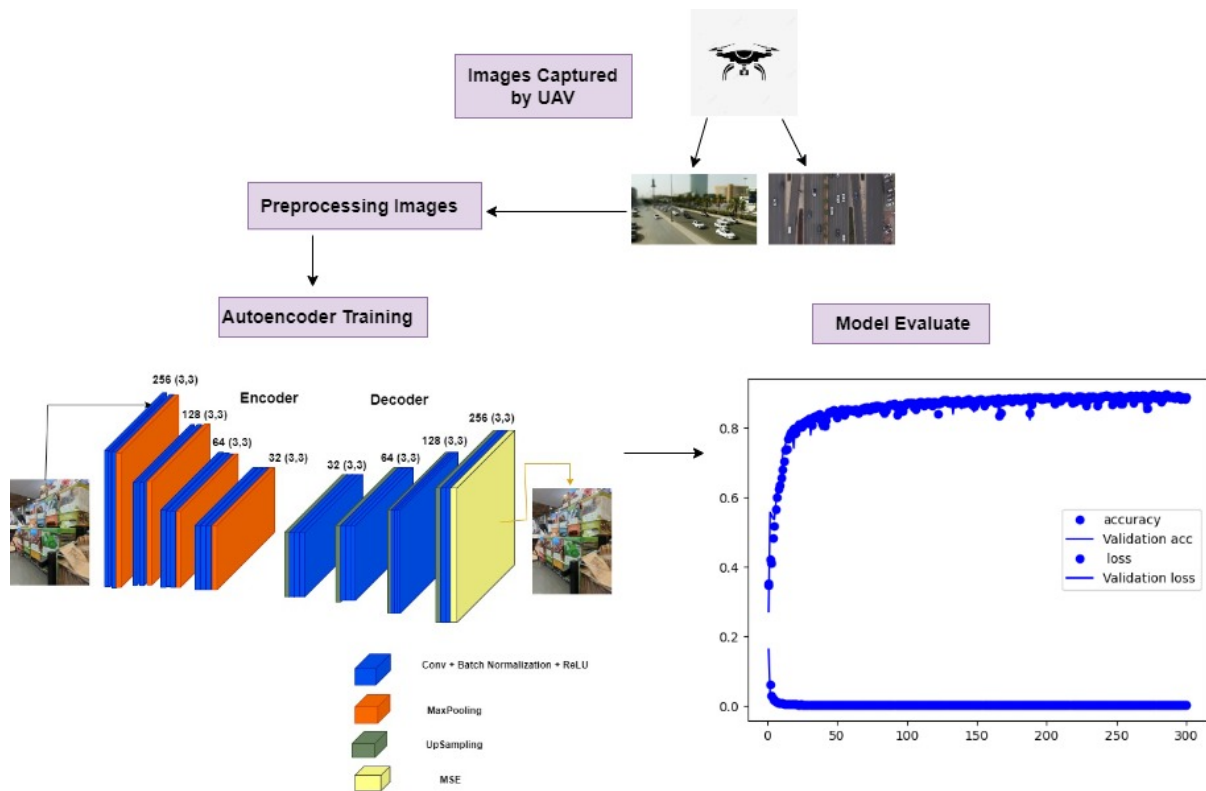 Images Captured
by UAV
Preprocessing Images
Autoencoder Training
Model Evaluate
256 (3,3)
128 (3,3)
64 (3,3)
32 (3,3)
Encoder
Decoder
32 (3,3)
64 (3,3)
128 (3,3)
256 (3,3)
Conv + Batch Normalization + ReLU
MaxPooling
UpSampling
MSE
0.8
0.6
0.4
0.2
0.0
0
50
100
150
200
250
300
accuracy
Validation acc
loss
Validation loss